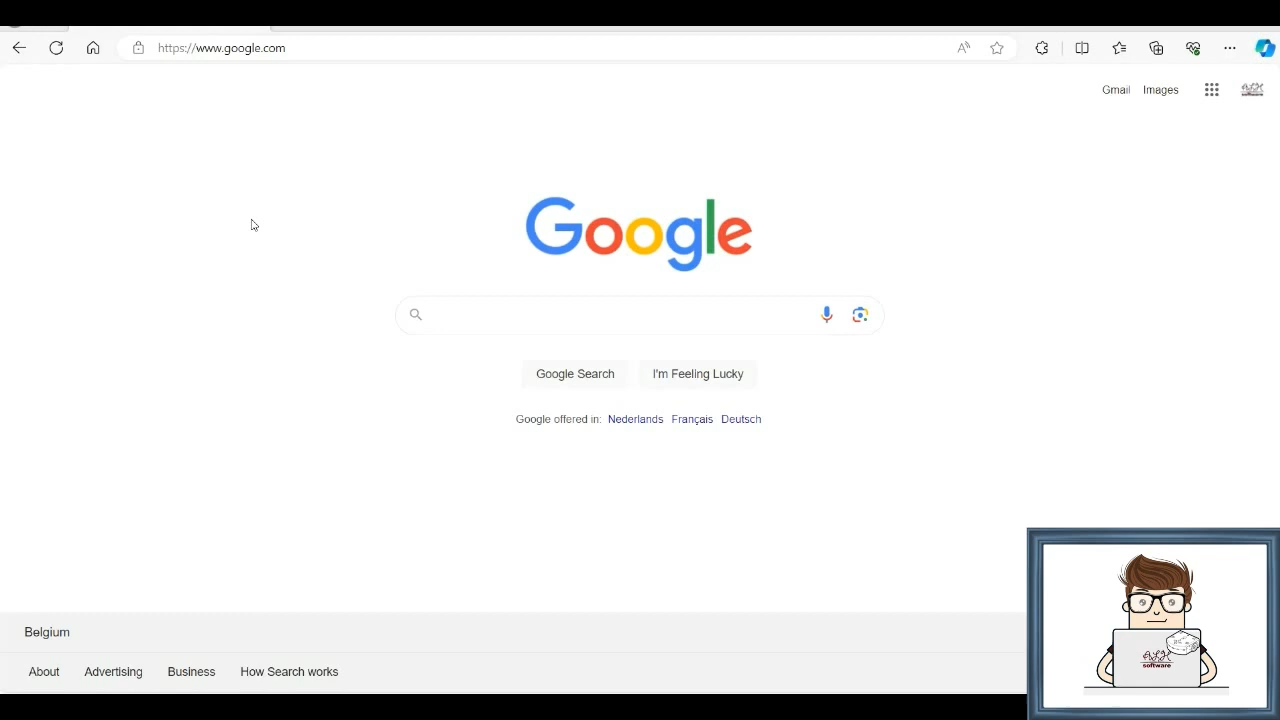 https://www.google.com
Gmail Images
Google
Google Search I'm Feeling Lucky
Google offered in: Nederlands Français Deutsch
Belgium
About Advertising Business How Search works
software